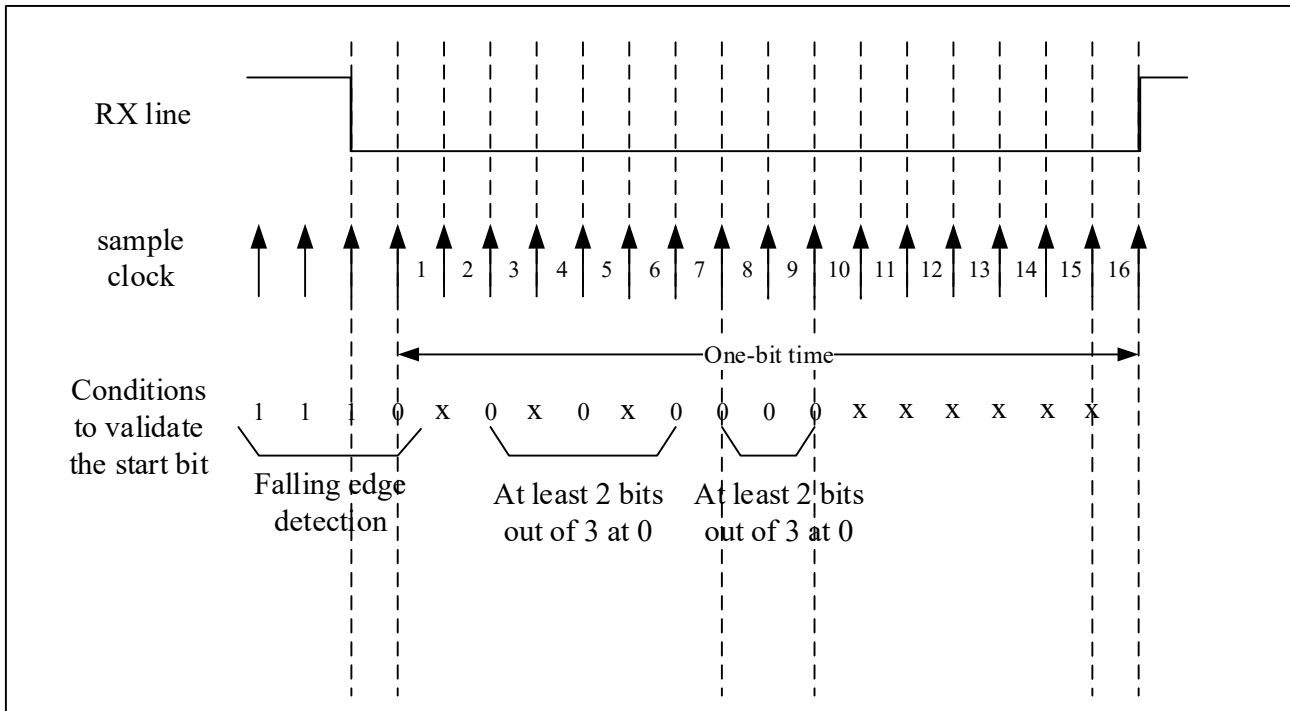 RX line
sample
clock
1 2 3 4 5 6 7 8 9 10 11 12 13 14 15 16
One-bit time
Conditions
to validate
the start bit
1 1 1 0 x 0 x 0 x 0 0 0 0 x x x x x x
Falling edge
detection
At least 2 bits
out of 3 at 0
At least 2 bits
out of 3 at 0